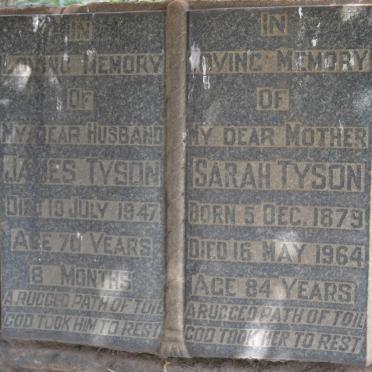 IN
LOVING MEMORY
OF
MY DEAR HUSBAND
JAMES TYSON
DIED 19 JULY 1947
AGE 70 YEARS
18 MONTHS
A RUGGED PATH OF TOIL
GOD TOOK HIM TO REST
IN
LOVING MEMORY
OF
MY DEAR MOTHER
SARAH TYSON
BORN 5 DEC. 1879
DIED 16 MAY 1964
AGE 84 YEARS
A RUGGED PATH OF TOIL
GOD TOOK HER TO REST